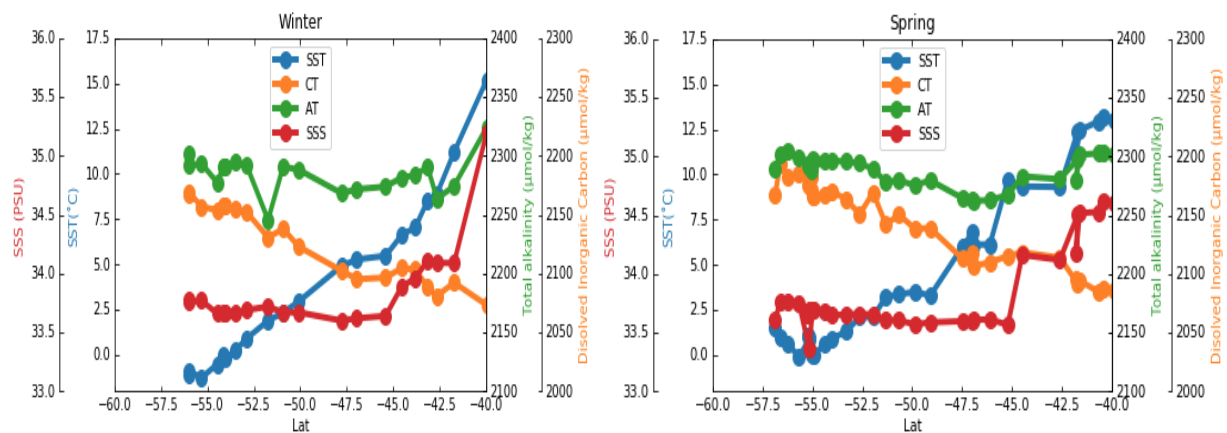 Winter
36.0
35.5
35.0
34.5
34.0
33.5
33.0
SSS (PSU)
17.5
15.0
12.5
10.0
7.5
5.0
2.5
0.0
SST(°C)
SST
CT
AT
SSS
2400
2350
2300
2250
2200
2150
2100
Total alkalinity (μmol/kg)
2300
2250
2200
2150
2100
2050
2000
Disolved Inorganic Carbon (μmol/kg)
−60.0 −57.5 −55.0 −52.5 −50.0 −47.5 −45.0 −42.5 −40.0
Lat
Spring
36.0
35.5
35.0
34.5
34.0
33.5
33.0
SSS (PSU)
17.5
15.0
12.5
10.0
7.5
5.0
2.5
0.0
SST(°C)
SST
CT
AT
SSS
2400
2350
2300
2250
2200
2150
2100
Total alkalinity (μmol/kg)
2300
2250
2200
2150
2100
2050
2000
Disolved Inorganic Carbon (μmol/kg)
−60.0 −57.5 −55.0 −52.5 −50.0 −47.5 −45.0 −42.5 −40.0
Lat